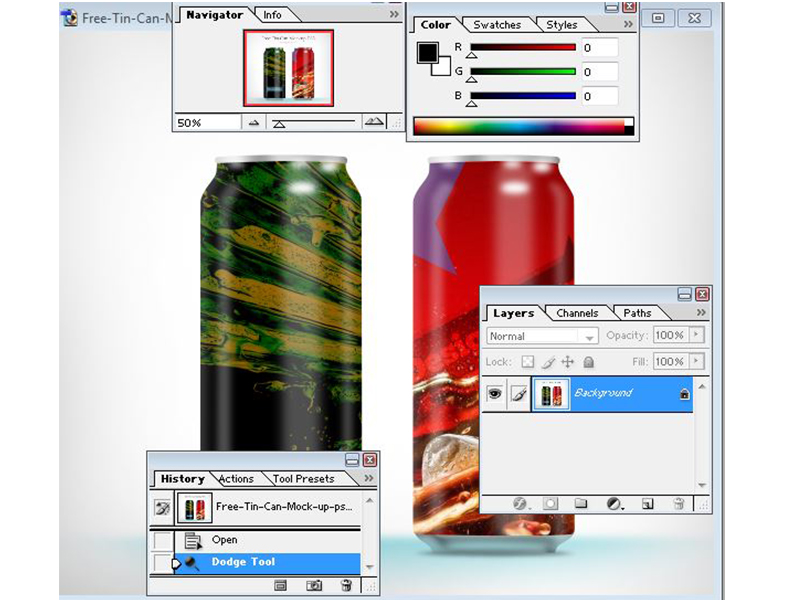 Free-Tin-Can-M
Navigator Info
50%
Color Swatches Styles
R 0
G 0
B 0
Layers Channels Paths
Normal Opacity: 100%
Lock: Fill: 100%
Background
History Actions Tool Presets
Free-Tin-Can-Mock-up-ps...
Open
Dodge Tool